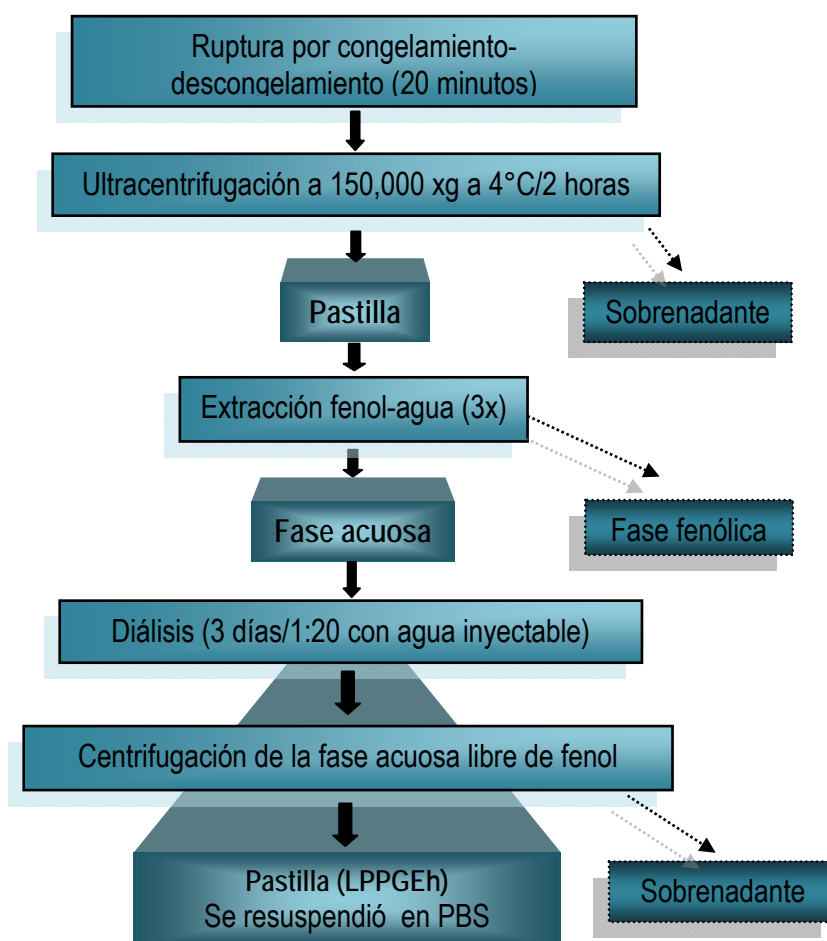 Ruptura por congelamiento-
descongelamiento (20 minutos)
Ultracentrifugación a 150,000 xg a 4°C/2 horas
Pastilla
Sobrenadante
Extracción fenol-agua (3x)
Fase acuosa
Fase fenólica
Diálisis (3 días/1:20 con agua inyectable)
Centrifugación de la fase acuosa libre de fenol
Pastilla (LPPGEh)
Se resuspendió en PBS
Sobrenadante